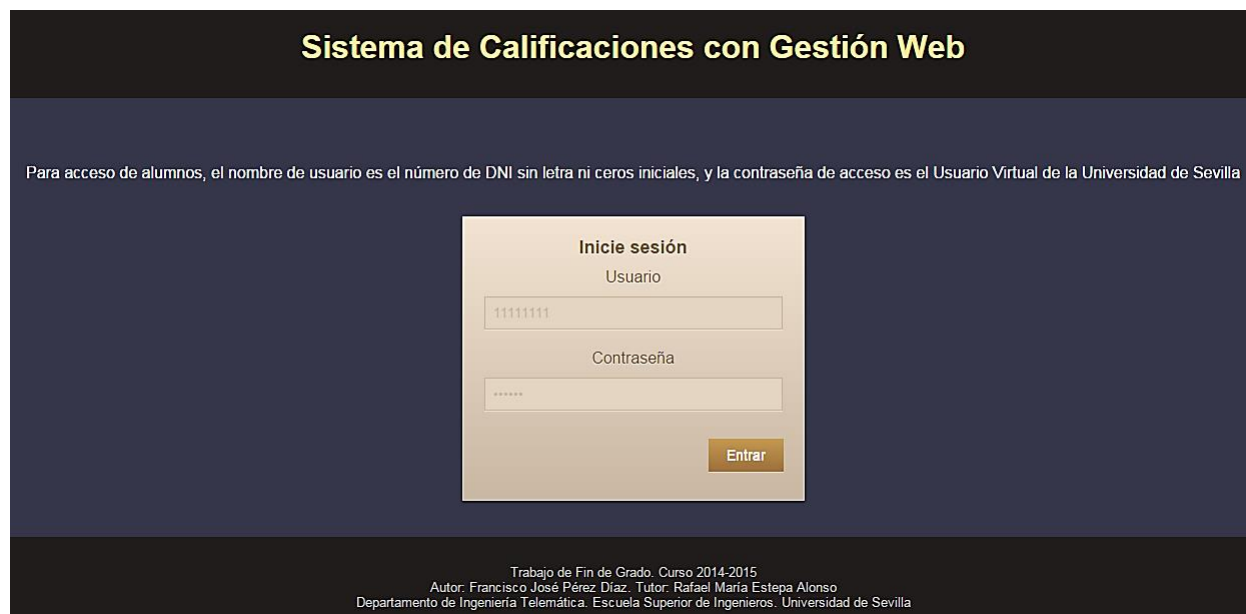 Sistema de Calificaciones con Gestión Web
Para acceso de alumnos, el nombre de usuario es el número de DNI sin letra ni ceros iniciales, y la contraseña de acceso es el Usuario Virtual de la Universidad de Sevilla
Inicie sesión
Usuario
11111111
Contraseña
••••••
Entrar
Trabajo de Fin de Grado. Curso 2014-2015
Autor: Francisco José Pérez Díaz. Tutor: Rafael María Estepa Alonso
Departamento de Ingeniería Telemática. Escuela Superior de Ingenieros. Universidad de Sevilla